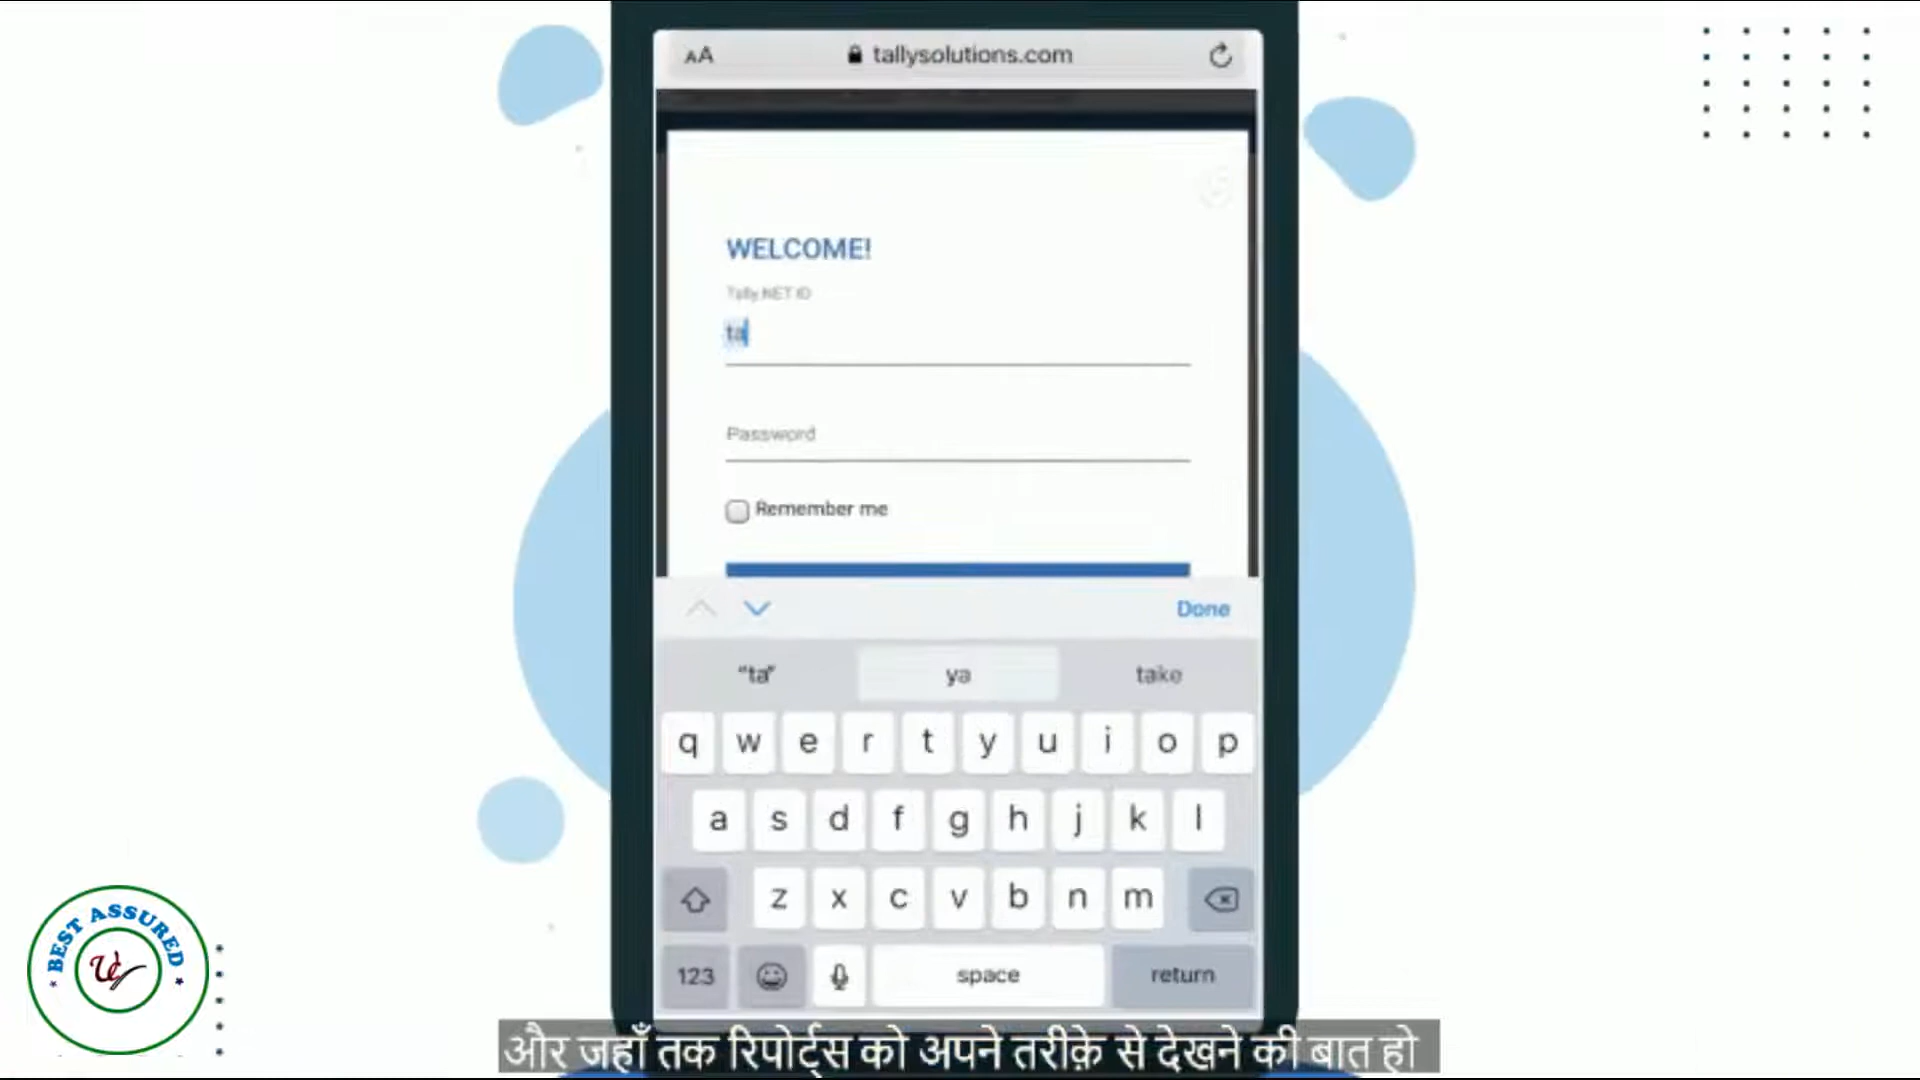 AA tallysolutions.com
WELCOME!
Tally.NET ID
ta
Password
Remember me
Done
"ta" ya take
q w e r t y u i o p
a s d f g h j k l
z x c v b n m
123 space return
BEST ASSURED
और जहाँ तक रिपोर्ट्स को अपने तरीक़े से देखने की बात हो